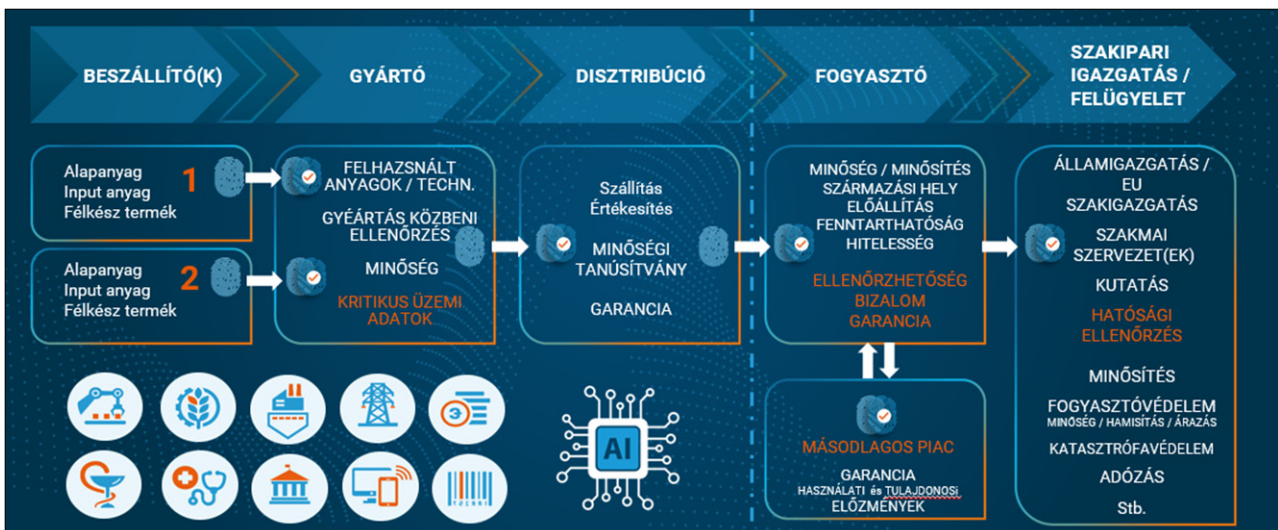 BESZÁLLÍTÓ(K)
GYÁRTÓ
DISZTRIBÚCIÓ
FOGYASZTÓ
SZAKIPARI
IGAZGATÁS /
FELÜGYELET
Alapanyag
Input anyag
Félkész termék
1
Alapanyag
Input anyag
Félkész termék
2
FELHAZSNÁLT
ANYAGOK / TECHN.
GYÉÁRTÁS KÖZBENI
ELLENŐRZÉS
MINŐSÉG
KRITIKUS ÜZEMI
ADATOK
Szállítás
Értékesítés
MINŐSÉGI
TANÚSÍTVÁNY
GARANCIA
MINŐSÉG / MINŐSÍTÉS
SZÁRMAZÁSI HELY
ELŐÁLLÍTÁS
FENNTARTHATÓSÁG
HITELESSÉG
ELLENŐRZHETŐSÉG
BIZALOM
GARANCIA
MÁSODLAGOS PIAC
GARANCIA
HASZNÁLATI és TULAJDONOSi
ELŐZMÉNYEK
ÁLLAMIGAZGATÁS /
EU
SZAKIGAZGATÁS
SZAKMAI
SZERVEZET(EK)
KUTATÁS
HATÓSÁGI
ELLENŐRZÉS
MINŐSÍTÉS
FOGYASZTÓVÉDELEM
MINŐSÉG / HAMISÍTÁS / ÁRAZÁS
KATASZTRÓFAVÉDELEM
ADÓZÁS
Stb.
AI